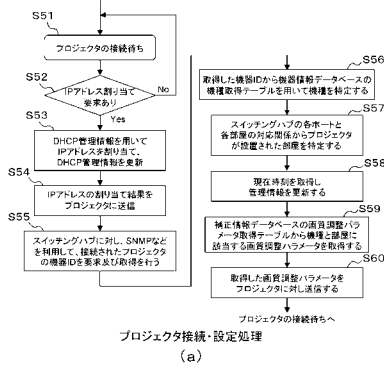 S51
プロジェクタの接続待ち
S52
IPアドレス割り当て
要求あり
No
Yes
S53
DHCP管理情報を用いて
IPアドレスを割り当て、
DHCP管理情報を更新
S54
IPアドレスの割り当て結果を
プロジェクタに送信
S55
スイッチングハブに対し、SNMPなど
を利用して、接続されたプロジェクタ
の機器IDを要求及び取得を行う
S56
取得した機器IDから機器情報データベースの
機種取得テーブルを用いて機種を特定する
S57
スイッチングハブの各ポートと
各部屋の対応関係からプロジェクタ
が設置された部屋を特定する
S58
現在時刻を取得し
管理情報を更新する
S59
補正情報データベースの画質調整パラ
メータ取得テーブルから機種と部屋に
該当する画質調整パラメータを取得する
S60
取得した画質調整パラメータを
プロジェクタに対し送信する
プロジェクタの接続待ちへ
プロジェクタ接続・設定処理
(a)